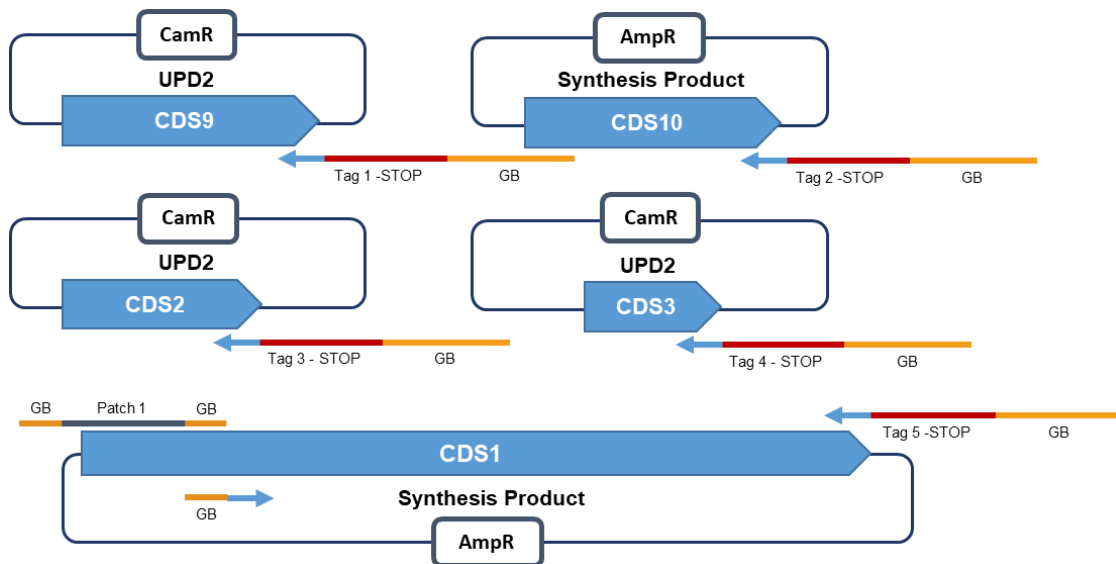 CamR
UPD2
CDS9
Tag 1 -STOP
GB
AmpR
Synthesis Product
CDS10
Tag 2 -STOP
GB
CamR
UPD2
CDS2
Tag 3 - STOP
GB
CamR
UPD2
CDS3
Tag 4 - STOP
GB
GB
Patch 1
GB
Tag 5 -STOP
GB
CDS1
GB
Synthesis Product
AmpR